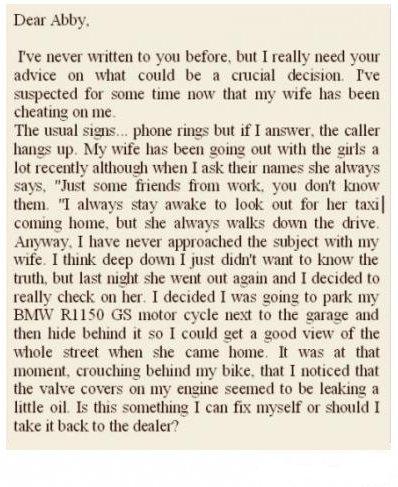 Dear Abby,
I've never written to you before, but I really need your
advice on what could be a crucial decision. I've
suspected for some time now that my wife has been
cheating on me.
The usual signs... phone rings but if I answer, the caller
hangs up. My wife has been going out with the girls a
lot recently although when I ask their names she always
says, "Just some friends from work, you don't know
them. "I always stay awake to look out for her taxi|
coming home, but she always walks down the drive.
Anyway, I have never approached the subject with my
wife. I think deep down I just didn't want to know the
truth, but last night she went out again and I decided to
really check on her. I decided I was going to park my
BMW R1150 GS motor cycle next to the garage and
then hide behind it so I could get a good view of the
whole street when she came home. It was at that
moment, crouching behind my bike, that I noticed that
the valve covers on my engine seemed to be leaking a
little oil. Is this something I can fix myself or should I
take it back to the dealer?